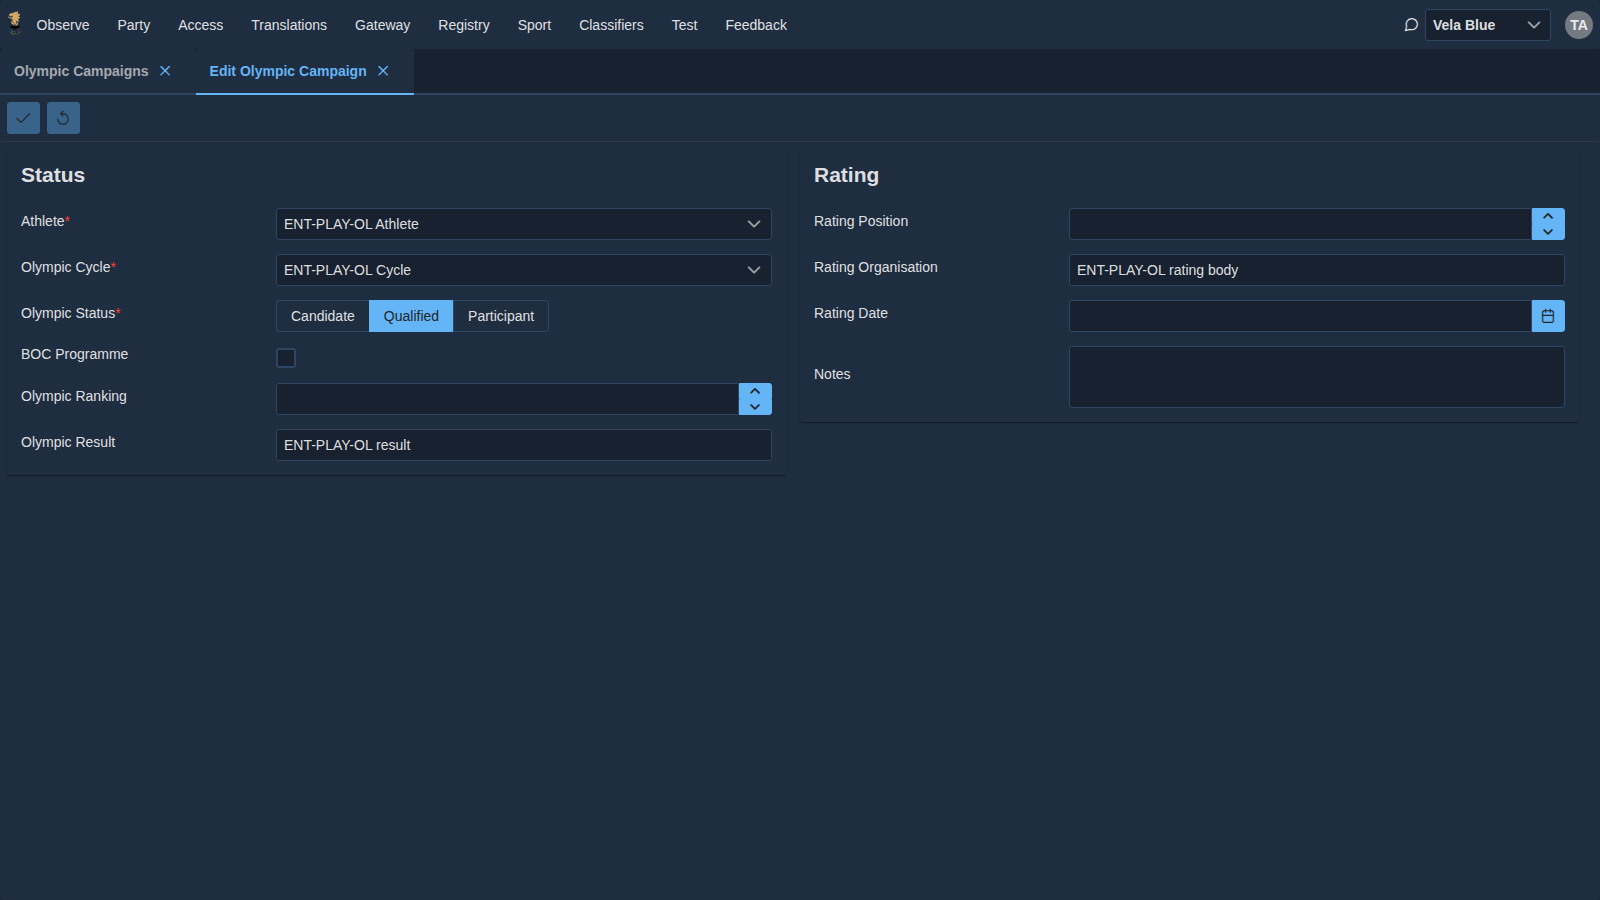 Observe Party Access Translations Gateway Registry Sport Classifiers Test Feedback Vela Blue TA
Olympic Campaigns Edit Olympic Campaign
Status
Athlete* ENT-PLAY-OL Athlete
Olympic Cycle* ENT-PLAY-OL Cycle
Olympic Status* Candidate Qualified Participant
BOC Programme
Olympic Ranking
Olympic Result ENT-PLAY-OL result
Rating
Rating Position
Rating Organisation ENT-PLAY-OL rating body
Rating Date
Notes